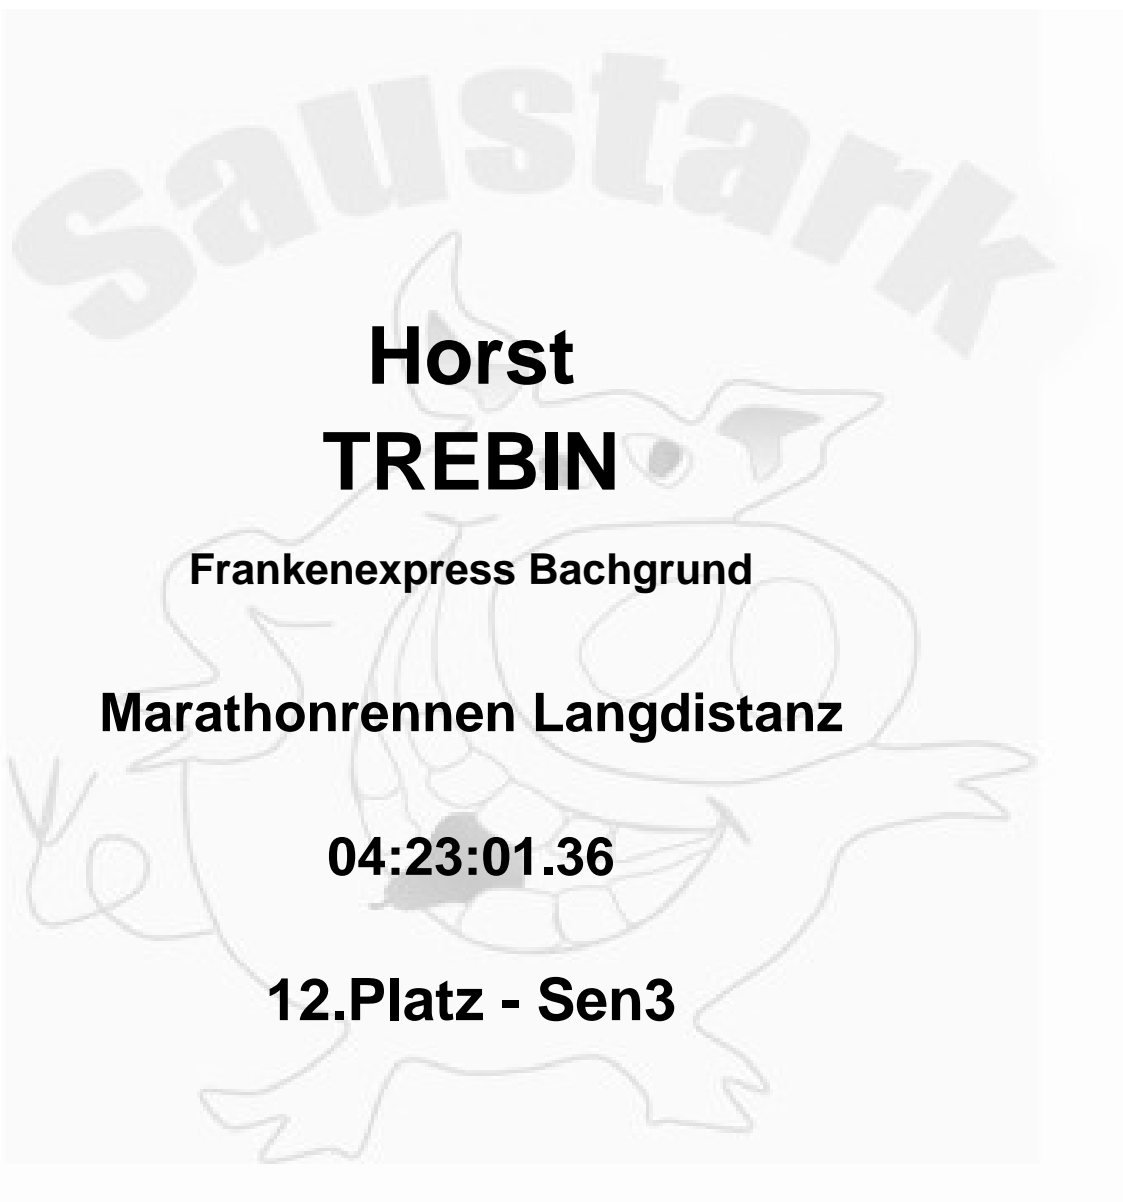 Saustark
Horst
TREBIN
Frankenexpress Bachgrund
Marathonrennen Langdistanz
04:23:01.36
12.Platz - Sen3